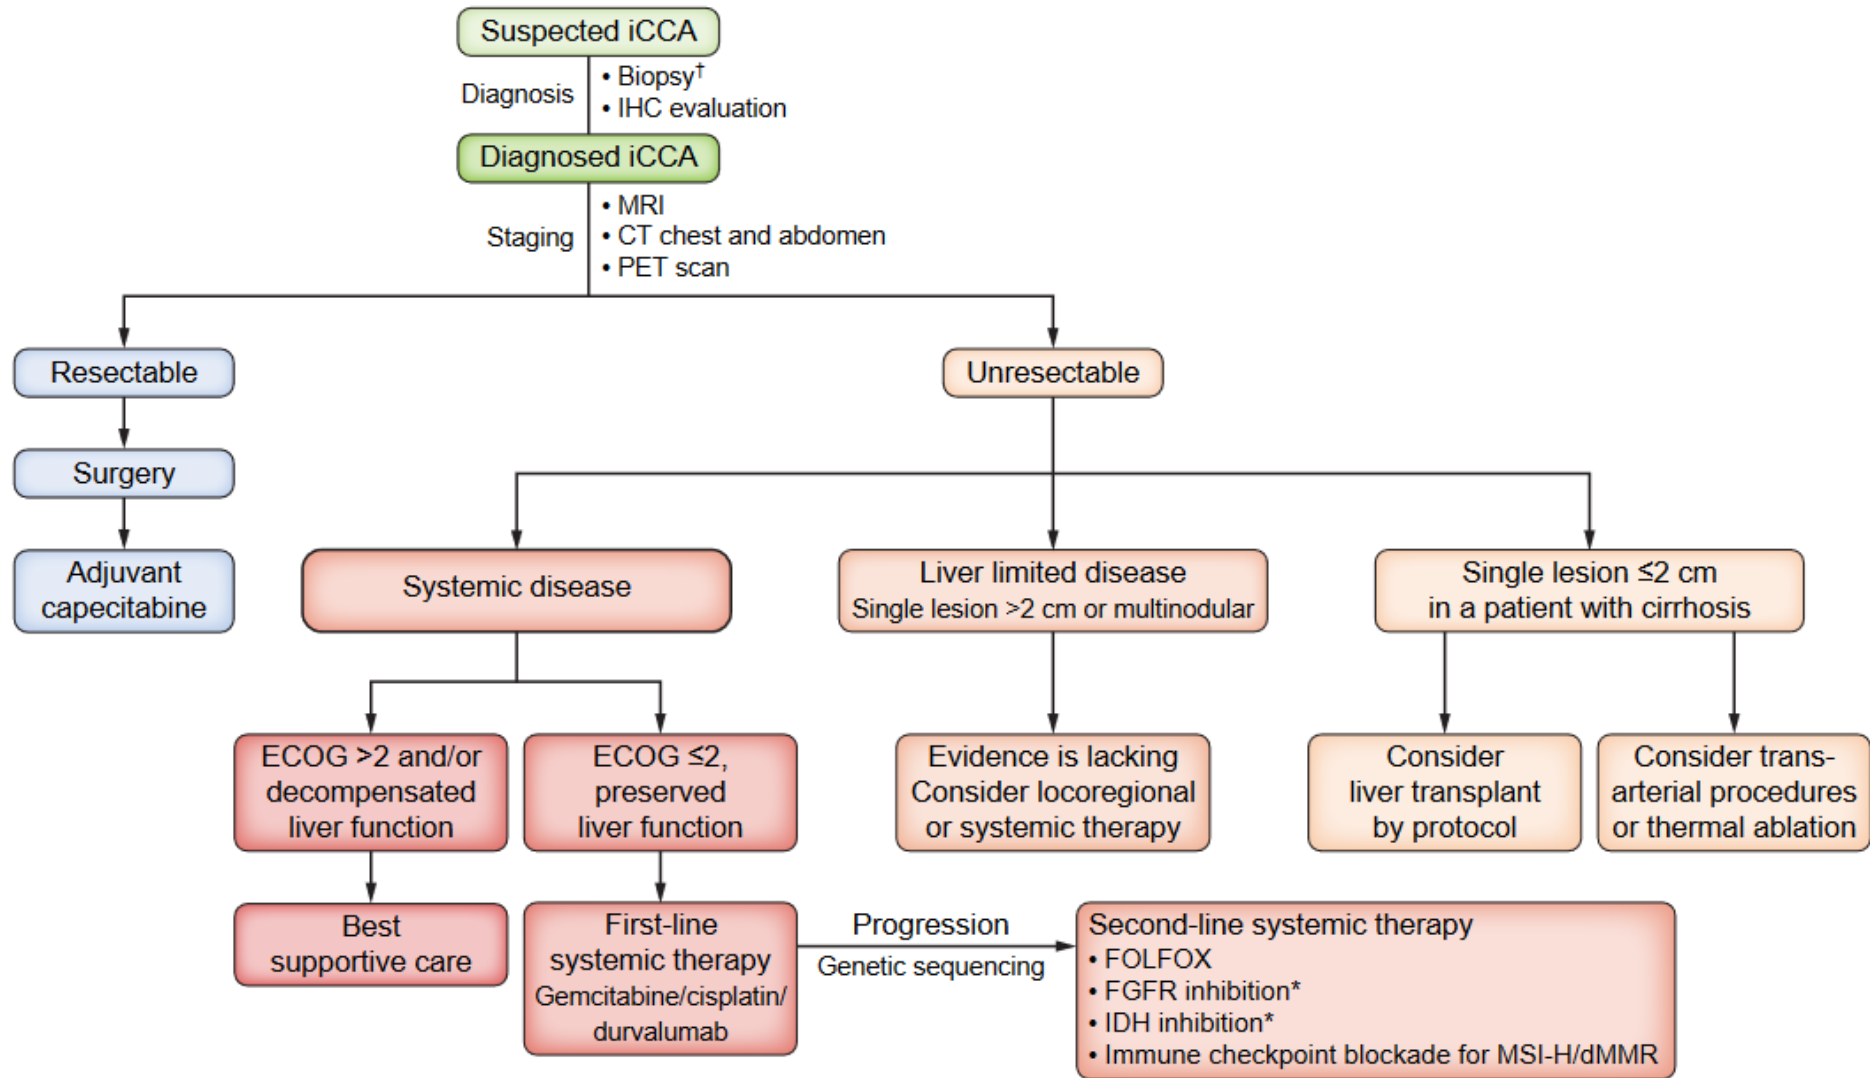 Suspected iCCA
Diagnosis
• Biopsy†
• IHC evaluation
Diagnosed iCCA
Staging
• MRI
• CT chest and abdomen
• PET scan
Resectable
Unresectable
Surgery
Adjuvant
capecitabine
Systemic disease
Liver limited disease
Single lesion >2 cm or multinodular
Single lesion ≤2 cm
in a patient with cirrhosis
ECOG >2 and/or
decompensated
liver function
ECOG ≤2,
preserved
liver function
Evidence is lacking
Consider locoregional
or systemic therapy
Consider
liver transplant
by protocol
Consider trans-
arterial procedures
or thermal ablation
Best
supportive care
First-line
systemic therapy
Gemcitabine/cisplatin/
durvalumab
Progression
Genetic sequencing
Second-line systemic therapy
• FOLFOX
• FGFR inhibition*
• IDH inhibition*
• Immune checkpoint blockade for MSI-H/dMMR